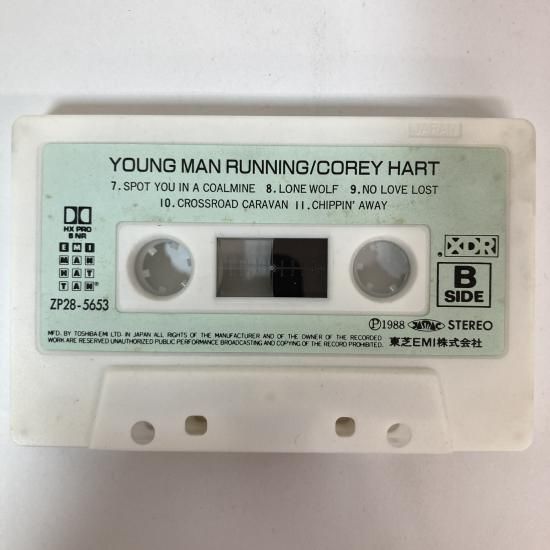 JAPAN
YOUNG MAN RUNNING/COREY HART
7. SPOT YOU IN A COALMINE 8. LONE WOLF 9. NO LOVE LOST
10. CROSSROAD CARAVAN 11. CHIPPIN' AWAY
HX PRO
B NR
EMI
MAN
HAT
TAN®
ZP28-5653
XDR
B
SIDE
Ⓟ1988 JASRAC STEREO
MFD. BY TOSHIBA-EMI LTD. IN JAPAN ALL RIGHTS OF THE MANUFACTURER AND OF THE OWNER OF THE RECORDED
WORK ARE RESERVED UNAUTHORIZED PUBLIC PERFORMANCE BROADCASTING AND COPYING OF THE RECORD PROHIBITED.
東芝EMI株式会社